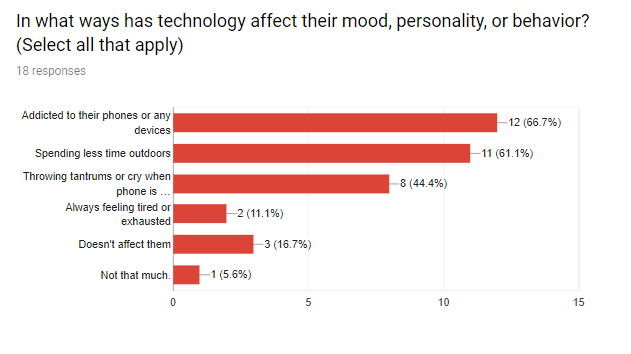 In what ways has technology affect their mood, personality, or behavior?
(Select all that apply)
18 responses
Addicted to their phones or any
devices
12 (66.7%)
Spending less time outdoors
11 (61.1%)
Throwing tantrums or cry when
phone is ...
8 (44.4%)
Always feeling tired or
exhausted
2 (11.1%)
Doesn't affect them
3 (16.7%)
Not that much.
1 (5.6%)
0 5 10 15